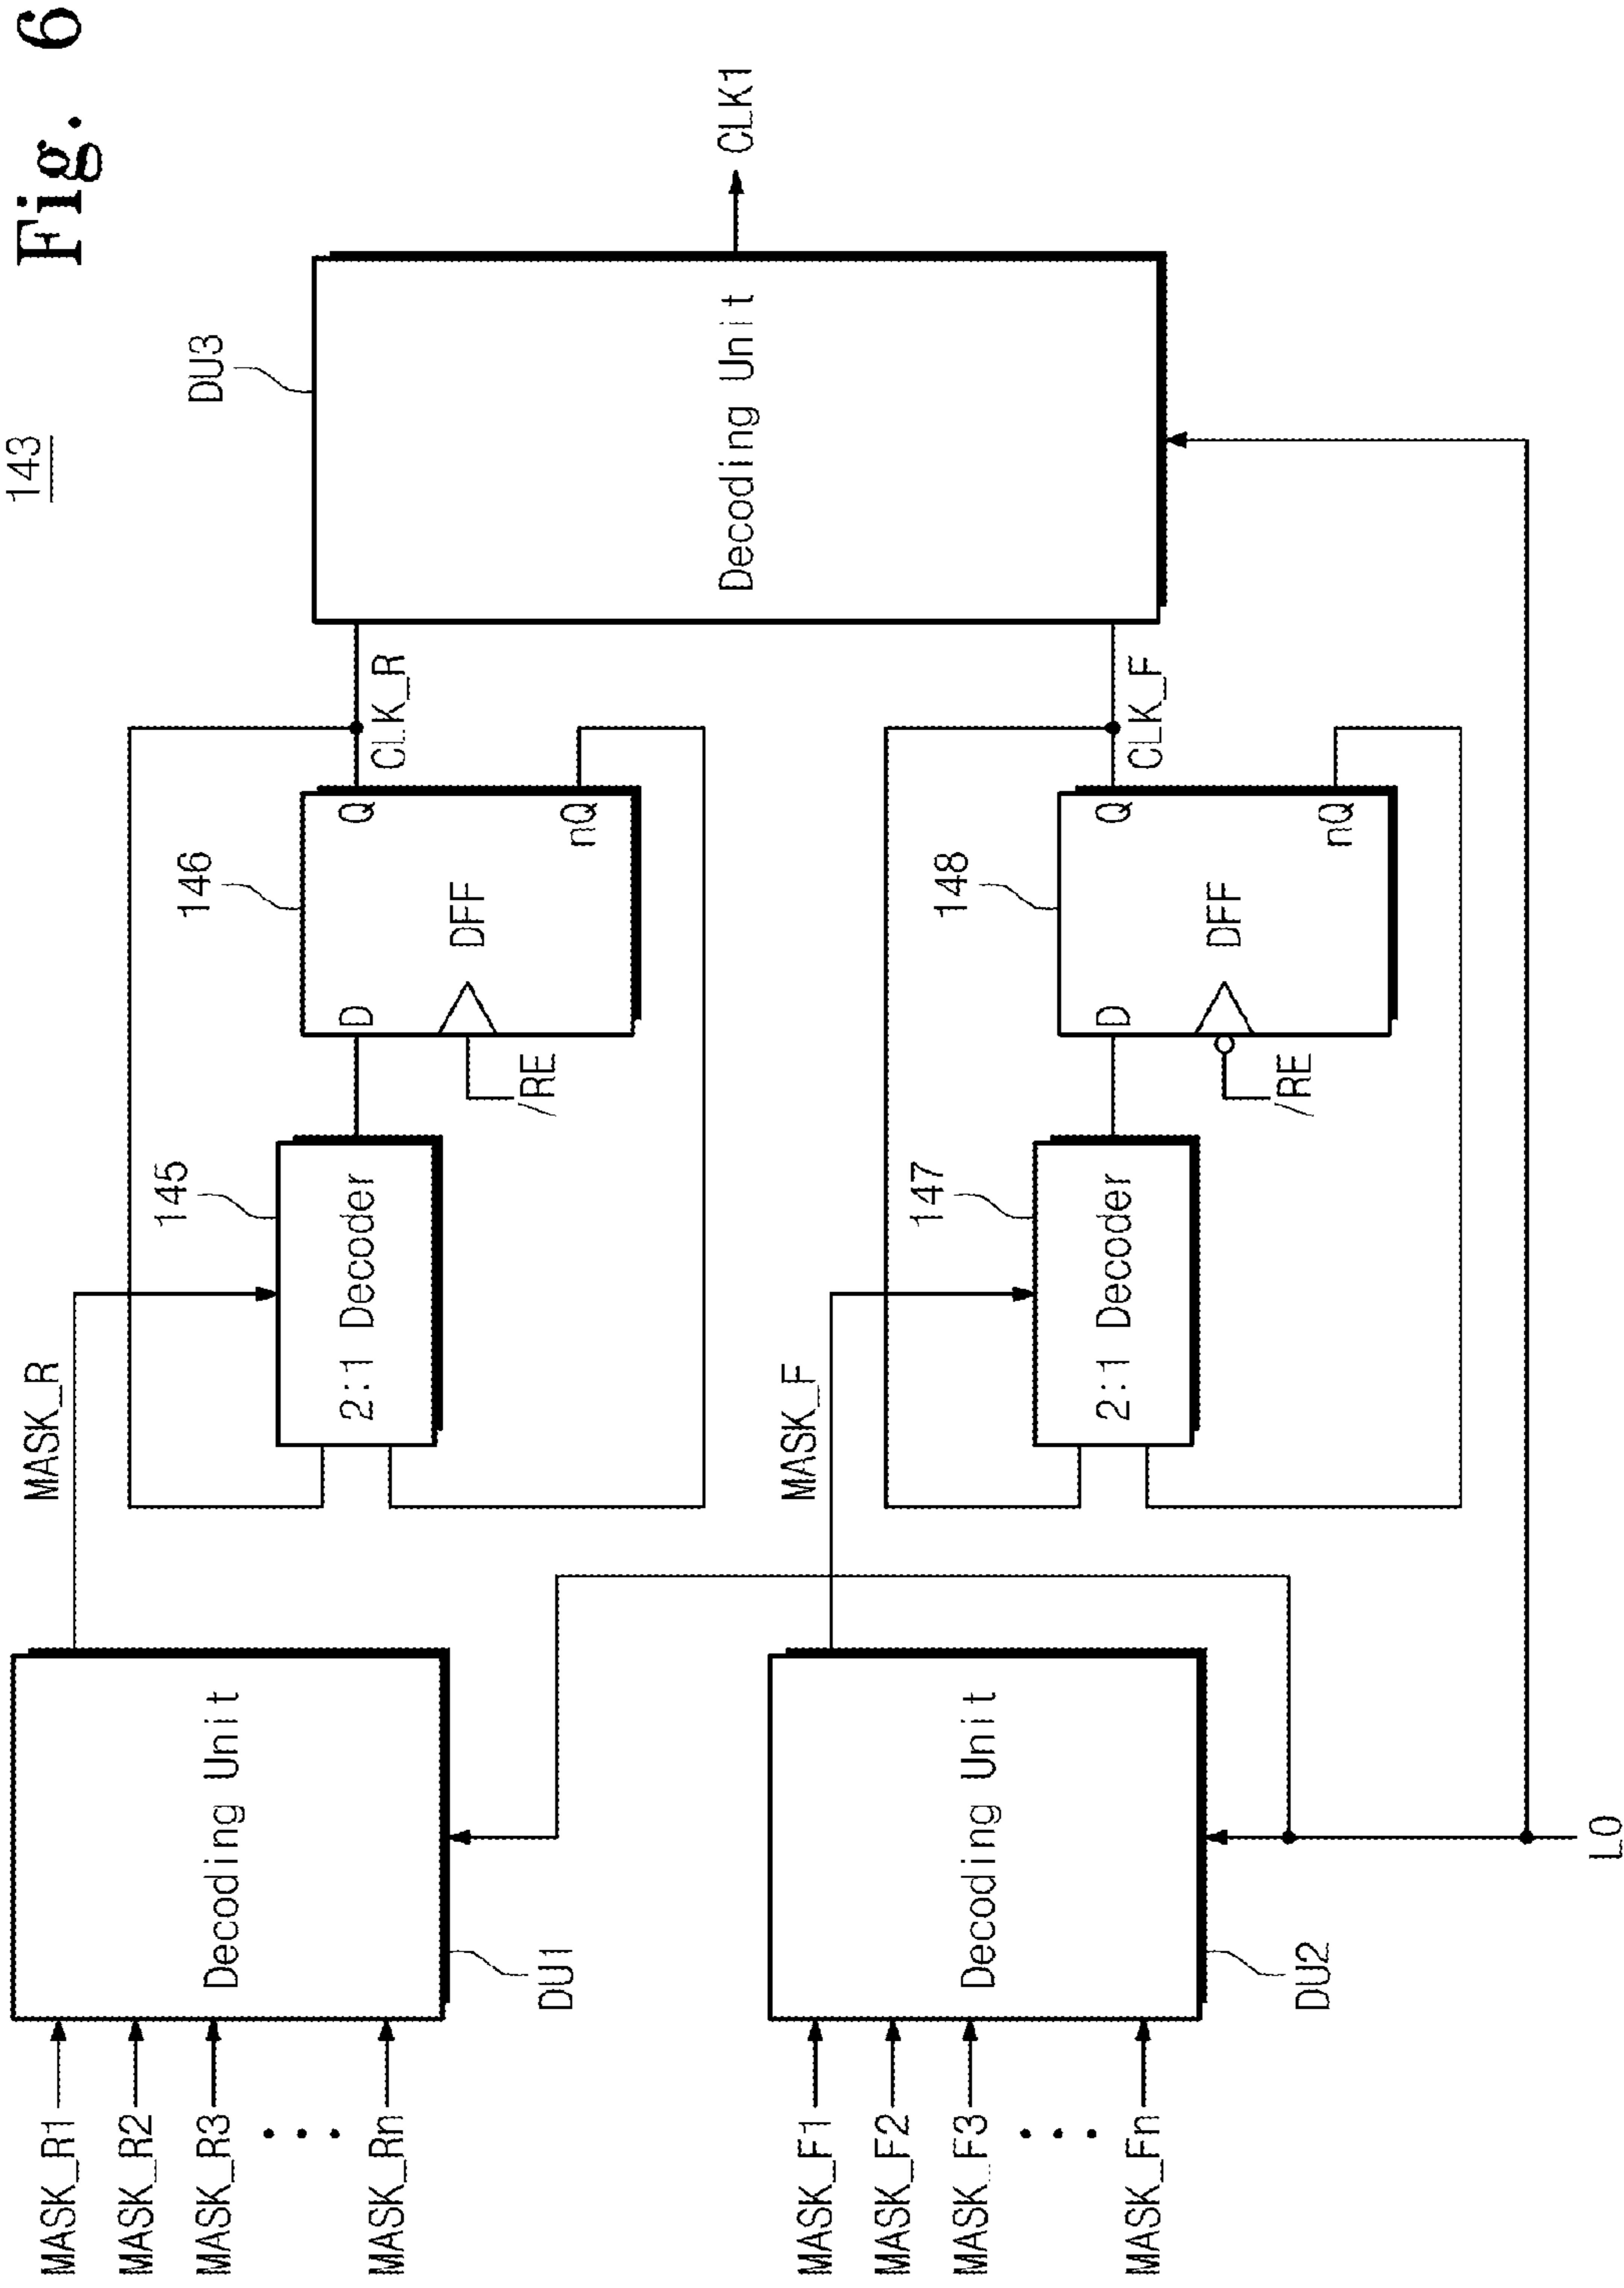 Fig. 6
143
MASK_R1
MASK_R2
MASK_R3
MASK_Rn
Decoding Unit
DU1
MASK_R
2:1 Decoder
145
D
Q
DFF
nQ
/RE
146
CLK_R
MASK_F1
MASK_F2
MASK_F3
MASK_Fn
Decoding Unit
DU2
MASK_F
2:1 Decoder
147
D
Q
DFF
nQ
/RE
148
CLK_F
Decoding Unit
DU3
CLK1
LO